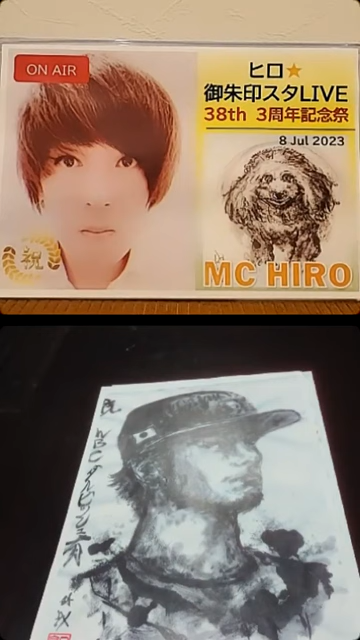 ON AIR
ヒロ★
御朱印スタLIVE
38th 3周年記念祭
8 Jul 2023
祝
MC HIRO
祝